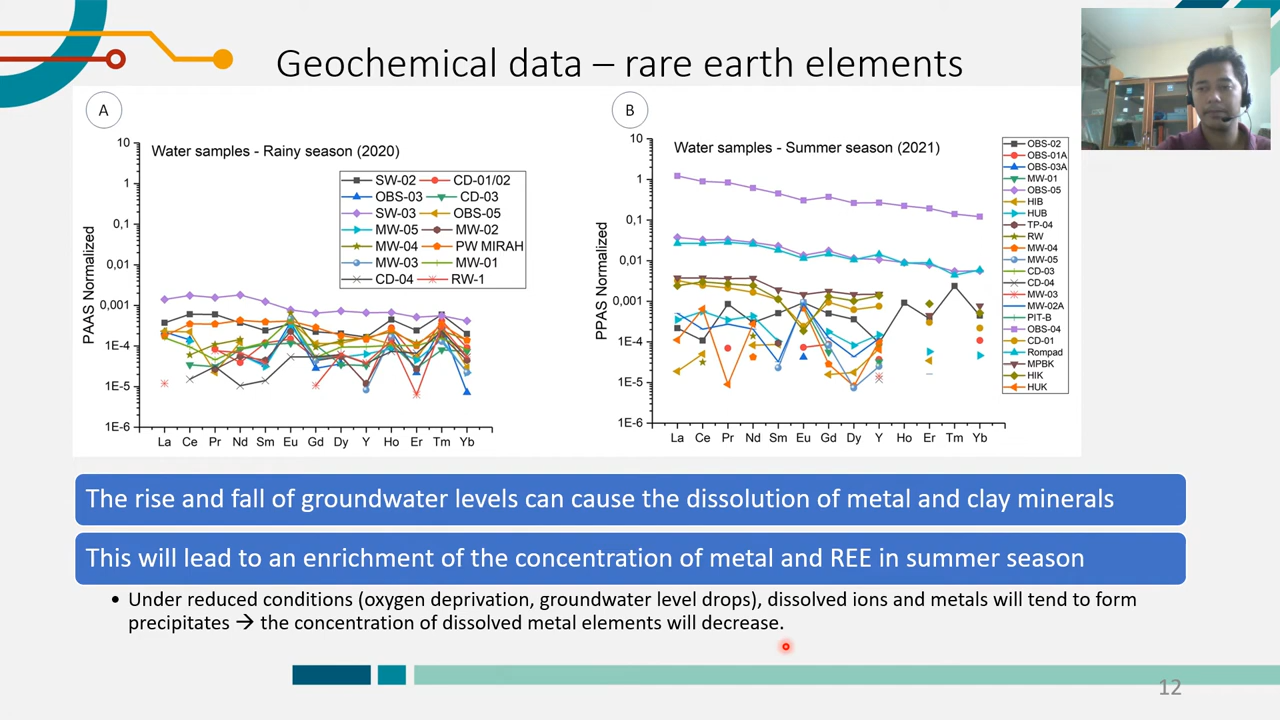 Geochemical data – rare earth elements
A
Water samples - Rainy season (2020)
PAAS Normalized
10
1
0,1
0,01
0,001
1E-4
1E-5
1E-6
SW-02 CD-01/02
OBS-03 CD-03
SW-03 OBS-05
MW-05 MW-02
MW-04 PW MIRAH
MW-03 MW-01
CD-04 RW-1
La Ce Pr Nd Sm Eu Gd Dy Y Ho Er Tm Yb
B
Water samples - Summer season (2021)
PPAS Normalized
10
1
0,1
0,01
0,001
1E-4
1E-5
1E-6
OBS-02
OBS-01A
OBS-03A
MW-01
OBS-05
HIB
HUB
TP-04
RW
MW-04
MW-05
CD-03
CD-04
MW-03
MW-02A
PIT-B
OBS-04
CD-01
Rompad
MPBK
HIK
HUK
La Ce Pr Nd Sm Eu Gd Dy Y Ho Er Tm Yb
The rise and fall of groundwater levels can cause the dissolution of metal and clay minerals
This will lead to an enrichment of the concentration of metal and REE in summer season
• Under reduced conditions (oxygen deprivation, groundwater level drops), dissolved ions and metals will tend to form
precipitates → the concentration of dissolved metal elements will decrease.
12